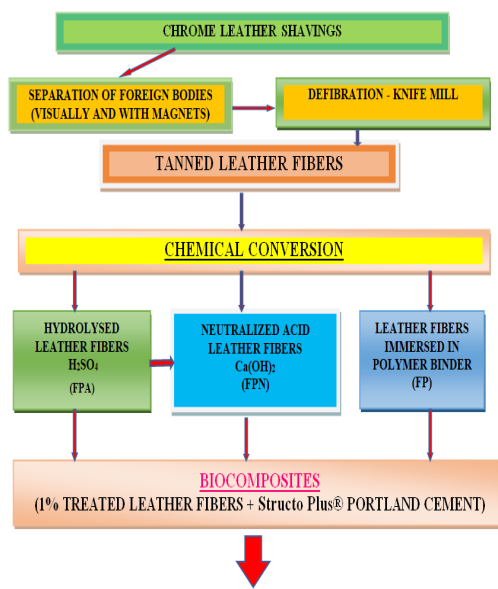 CHROME LEATHER SHAVINGS
SEPARATION OF FOREIGN BODIES
(VISUALLY AND WITH MAGNETS)
DEFIBRATION - KNIFE MILL
TANNED LEATHER FIBERS
CHEMICAL CONVERSION
HYDROLYSED
LEATHER FIBERS
H₂SO₄
(FPA)
NEUTRALIZED ACID
LEATHER FIBERS
Ca(OH)₂
(FPN)
LEATHER FIBERS
IMMERSED IN
POLYMER BINDER
(FP)
BIOCOMPOSITES
(1% TREATED LEATHER FIBERS + Structo Plus® PORTLAND CEMENT)